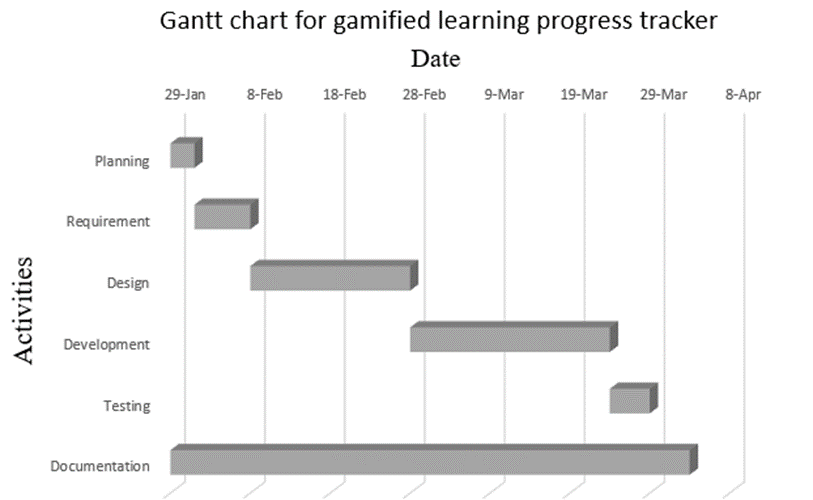 Gantt chart for gamified learning progress tracker
Date
29-Jan 8-Feb 18-Feb 28-Feb 9-Mar 19-Mar 29-Mar 8-Apr
Planning
Requirement
Design
Development
Testing
Documentation
Activities